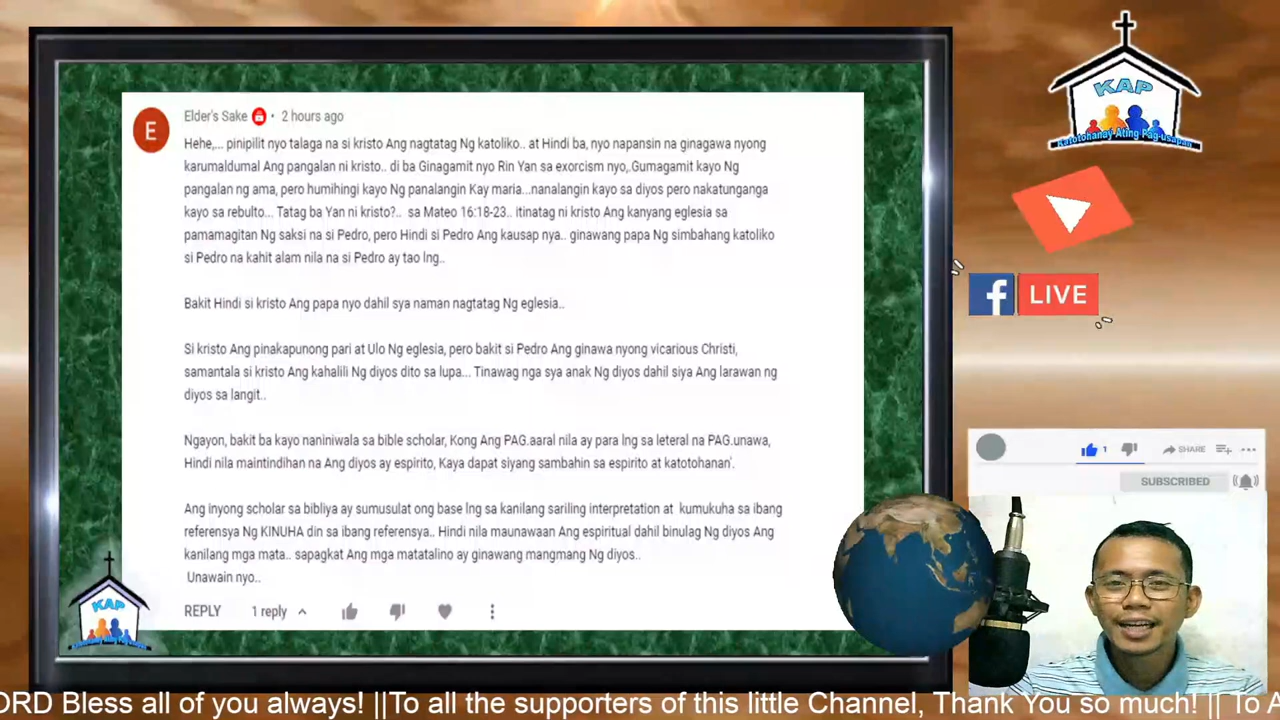 Elder's Sake • 2 hours ago
E
Hehe,... pinipilit nyo talaga na si kristo Ang nagtatag Ng katoliko.. at Hindi ba, nyo napansin na ginagawa nyong
karumaldumal Ang pangalan ni kristo.. di ba Ginagamit nyo Rin Yan sa exorcism nyo,.Gumagamit kayo Ng
pangalan ng ama, pero humihingi kayo Ng panalangin Kay maria...nanalangin kayo sa diyos pero nakatunganga
kayo sa rebulto... Tatag ba Yan ni kristo?.. sa Mateo 16:18-23.. itinatag ni kristo Ang kanyang eglesia sa
pamamagitan Ng saksi na si Pedro, pero Hindi si Pedro Ang kausap nya.. ginawang papa Ng simbahang katoliko
si Pedro na kahit alam nila na si Pedro ay tao lng..
Bakit Hindi si kristo Ang papa nyo dahil sya naman nagtatag Ng eglesia..
Si kristo Ang pinakapunong pari at Ulo Ng eglesia, pero bakit si Pedro Ang ginawa nyong vicarious Christi,
samantala si kristo Ang kahalili Ng diyos dito sa lupa... Tinawag nga sya anak Ng diyos dahil siya Ang larawan ng
diyos sa langit..
Ngayon, bakit ba kayo naniniwala sa bible scholar, Kong Ang PAG.aaral nila ay para lng sa leteral na PAG.unawa,
Hindi nila maintindihan na Ang diyos ay espirito, Kaya dapat siyang sambahin sa espirito at katotohanan'.
Ang inyong scholar sa bibliya ay sumusulat ong base lng sa kanilang sariling interpretation at kumukuha sa ibang
referensya Ng KINUHA din sa ibang referensya.. Hindi nila maunawaan Ang espiritual dahil binulag Ng diyos Ang
kanilang mga mata.. sapagkat Ang mga matatalino ay ginawang mangmang Ng diyos..
Unawain nyo..
REPLY 1 reply
KAP
KAP
Katotohanay Ating Pag-usapan
f LIVE
1 SHARE
SUBSCRIBED
ORD Bless all of you always! ||To all the supporters of this little Channel, Thank You so much! || To A